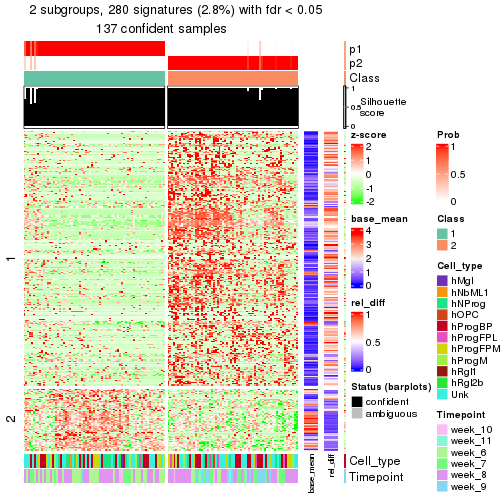 2 subgroups, 280 signatures (2.8%) with fdr < 0.05
137 confident samples
p1
p2
Class
1
0.5
0
Silhouette
score
1
2
z-score
2
1
0
-1
-2
base_mean
4
3
2
1
0
rel_diff
1
0.5
0
Status (barplots)
confident
ambiguous
Prob
1
0.5
0
Class
1
2
Cell_type
hMgl
hNbML1
hNProg
hOPC
hProgBP
hProgFPL
hProgFPM
hProgM
hRgl1
hRgl2b
Unk
Timepoint
week_10
week_11
week_6
week_7
week_8
week_9
base_mean
rel_diff
Cell_type
Timepoint